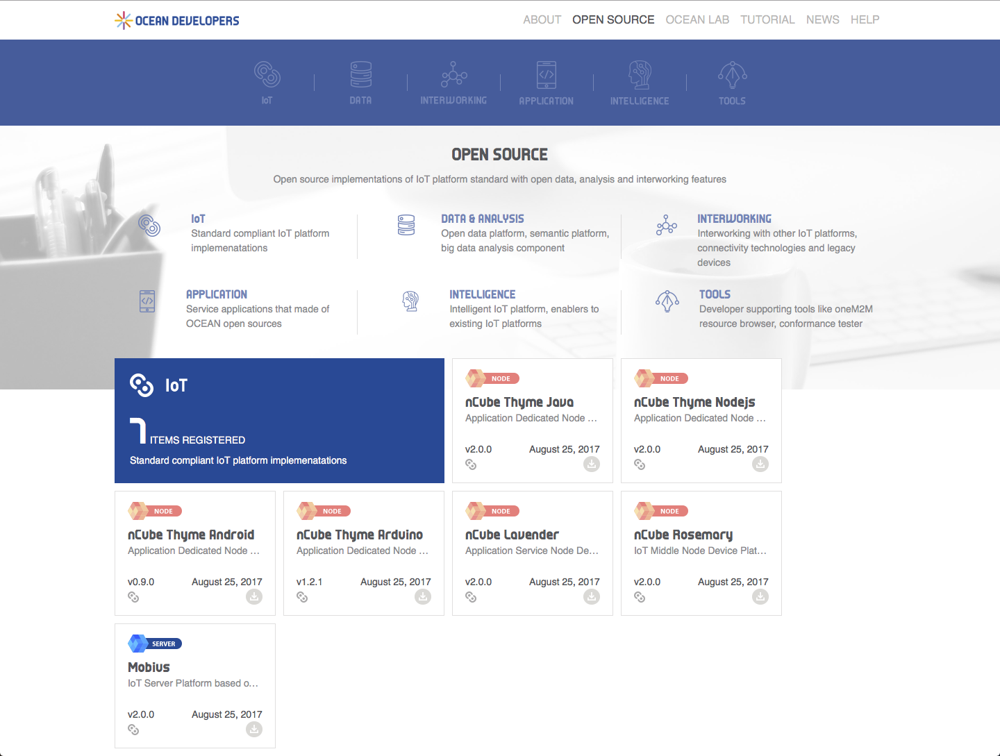 OCEAN DEVELOPERS
ABOUT OPEN SOURCE OCEAN LAB TUTORIAL NEWS HELP
IoT DATA INTERWORKING APPLICATION INTELLIGENCE TOOLS
OPEN SOURCE
Open source implementations of IoT platform standard with open data, analysis and interworking features
IoT
Standard compliant IoT platform
implemenatations
DATA & ANALYSIS
Open data platform, semantic platform,
big data analysis component
INTERWORKING
Interworking with other IoT platforms,
connectivity technologies and legacy
devices
APPLICATION
Service applications that made of
OCEAN open sources
INTELLIGENCE
Intelligent IoT platform, enablers to
existing IoT platforms
TOOLS
Developer supporting tools like oneM2M
resource browser, conformance tester
IoT
7 ITEMS REGISTERED
Standard compliant IoT platform implemenatations
NODE
nCube Thyme Java
Application Dedicated Node ...
v2.0.0 August 25, 2017
NODE
nCube Thyme Nodejs
Application Dedicated Node ...
v2.0.0 August 25, 2017
NODE
nCube Thyme Android
Application Dedicated Node ...
v0.9.0 August 25, 2017
NODE
nCube Thyme Arduino
Application Dedicated Node ...
v1.2.1 August 25, 2017
NODE
nCube Lavender
Application Service Node De...
v2.0.0 August 25, 2017
NODE
nCube Rosemary
IoT Middle Node Device Plat...
v2.0.0 August 25, 2017
SERVER
Mobius
IoT Server Platform based o...
v2.0.0 August 25, 2017